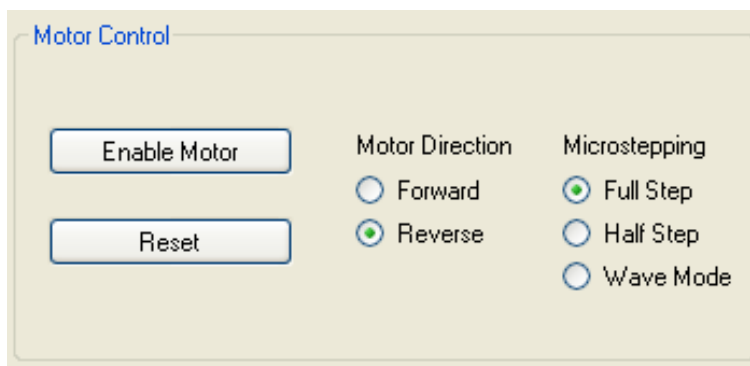 Motor Control
Enable Motor
Reset
Motor Direction
Forward
Reverse
Microstepping
Full Step
Half Step
Wave Mode